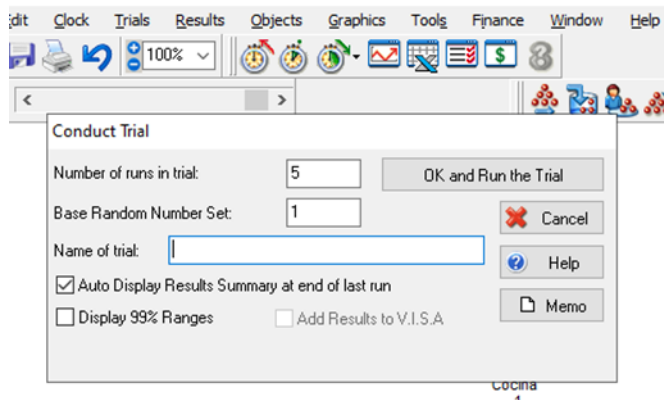 Edit Clock Trials Results Objects Graphics Tools Finance Window Help
100%
$
Conduct Trial
Number of runs in trial: 5 OK and Run the Trial
Base Random Number Set: 1 Cancel
Name of trial:
Help
Auto Display Results Summary at end of last run
Memo
Display 99% Ranges Add Results to V.I.S.A
Cocina
1